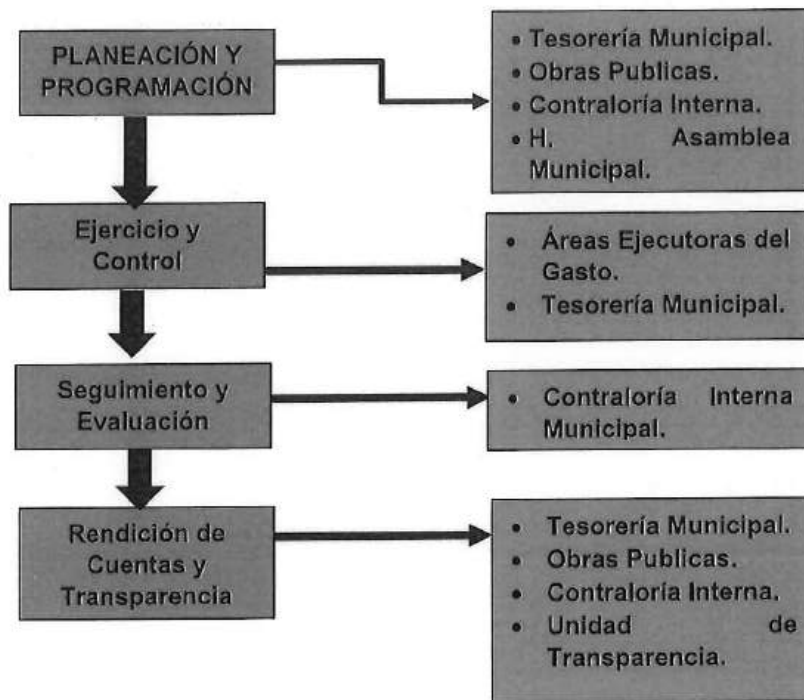 PLANEACIÓN Y
PROGRAMACIÓN
• Tesorería Municipal.
• Obras Publicas.
• Contraloría Interna.
• H. Asamblea
Municipal.
Ejercicio y
Control
• Áreas Ejecutoras del
Gasto.
• Tesorería Municipal.
Seguimiento y
Evaluación
• Contraloría Interna
Municipal.
Rendición de
Cuentas y
Transparencia
• Tesorería Municipal.
• Obras Publicas.
• Contraloría Interna.
• Unidad de
Transparencia.